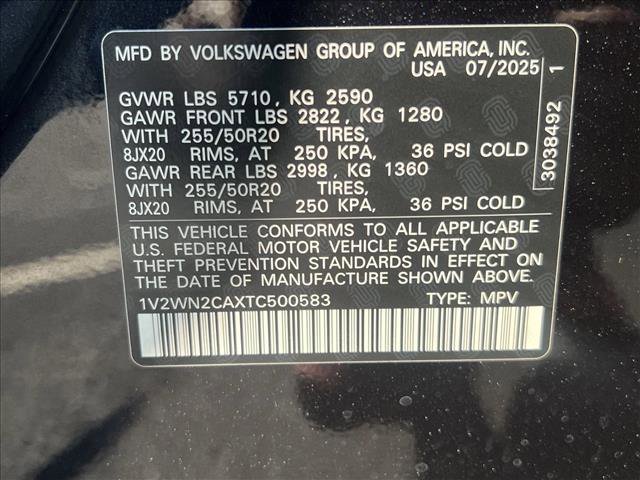 MFD BY VOLKSWAGEN GROUP OF AMERICA, INC.
USA 07/2025
GVWR LBS 5710, KG 2590
GAWR FRONT LBS 2822, KG 1280
WITH 255/50R20 TIRES,
8JX20 RIMS, AT 250 KPA, 36 PSI COLD
GAWR REAR LBS 2998, KG 1360
WITH 255/50R20 TIRES,
8JX20 RIMS, AT 250 KPA, 36 PSI COLD
THIS VEHICLE CONFORMS TO ALL APPLICABLE
U.S. FEDERAL MOTOR VEHICLE SAFETY AND
THEFT PREVENTION STANDARDS IN EFFECT ON
THE DATE OF MANUFACTURE SHOWN ABOVE.
1V2WN2CAXTC500583 TYPE: MPV
3038492 1